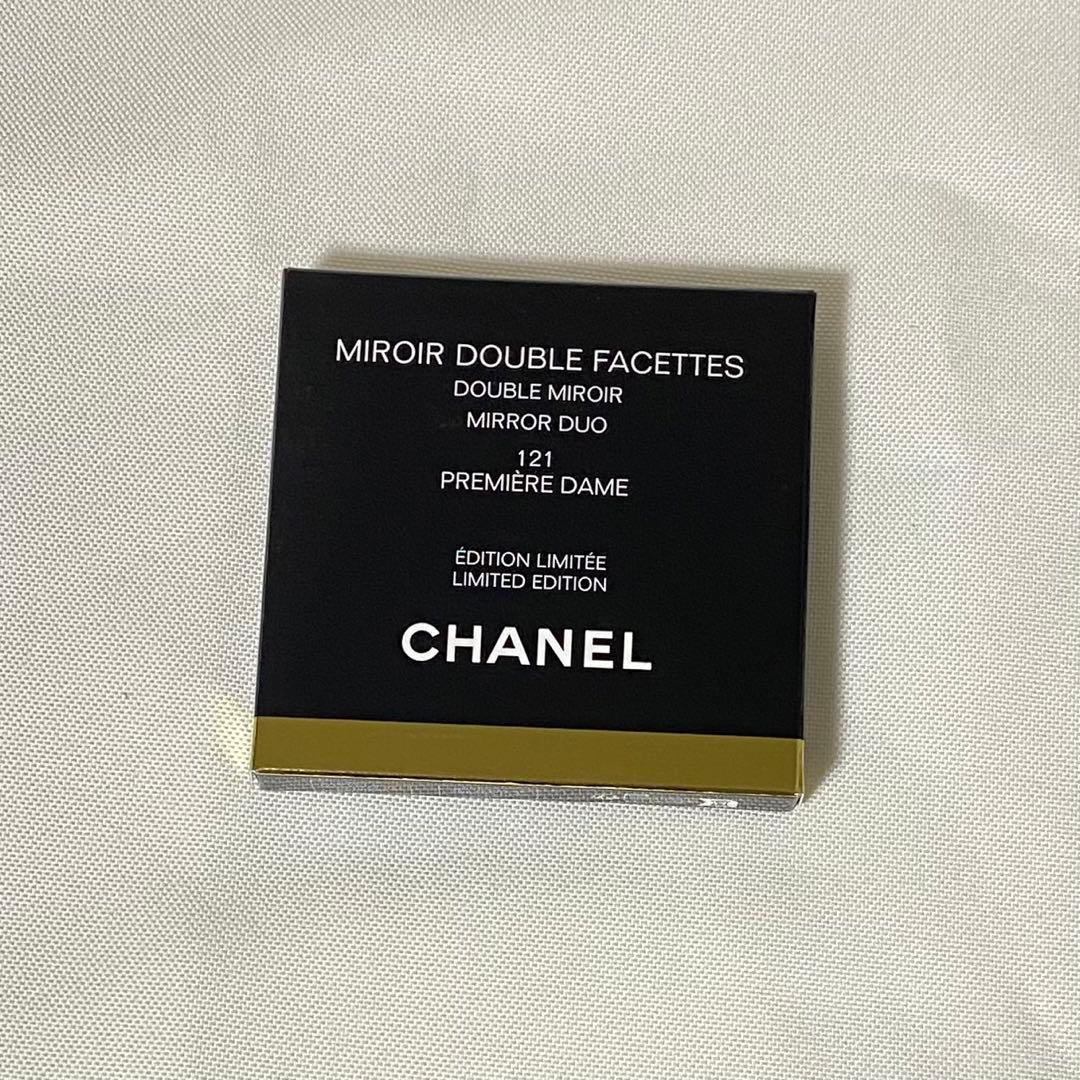 MIROIR DOUBLE FACETTES
DOUBLE MIROIR
MIRROR DUO
121
PREMIÈRE DAME
ÉDITION LIMITÉE
LIMITED EDITION
CHANEL